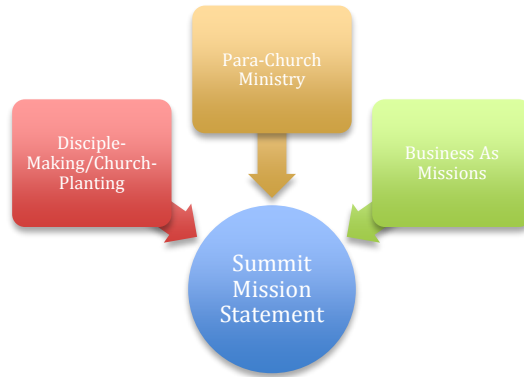 Para-Church
Ministry
Disciple-
Making/Church-
Planting
Business As
Missions
Summit
Mission
Statement